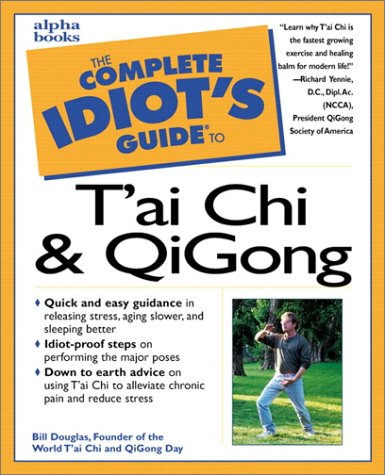 alpha
books
THE
COMPLETE
IDIOT'S
GUIDE® TO
"Learn why T'ai Chi is
the fastest growing
exercise and healing
balm for modern life!"
—Richard Yennie,
D.C., Dipl.Ac.
(NCCA),
President QiGong
Society of America
T'ai Chi
& QiGong
♦ Quick and easy guidance in
releasing stress, aging slower, and
sleeping better
♦ Idiot-proof steps on
performing the major poses
♦ Down to earth advice on
using T'ai Chi to alleviate chronic
pain and reduce stress
Bill Douglas, Founder of the
World T'ai Chi and QiGong Day